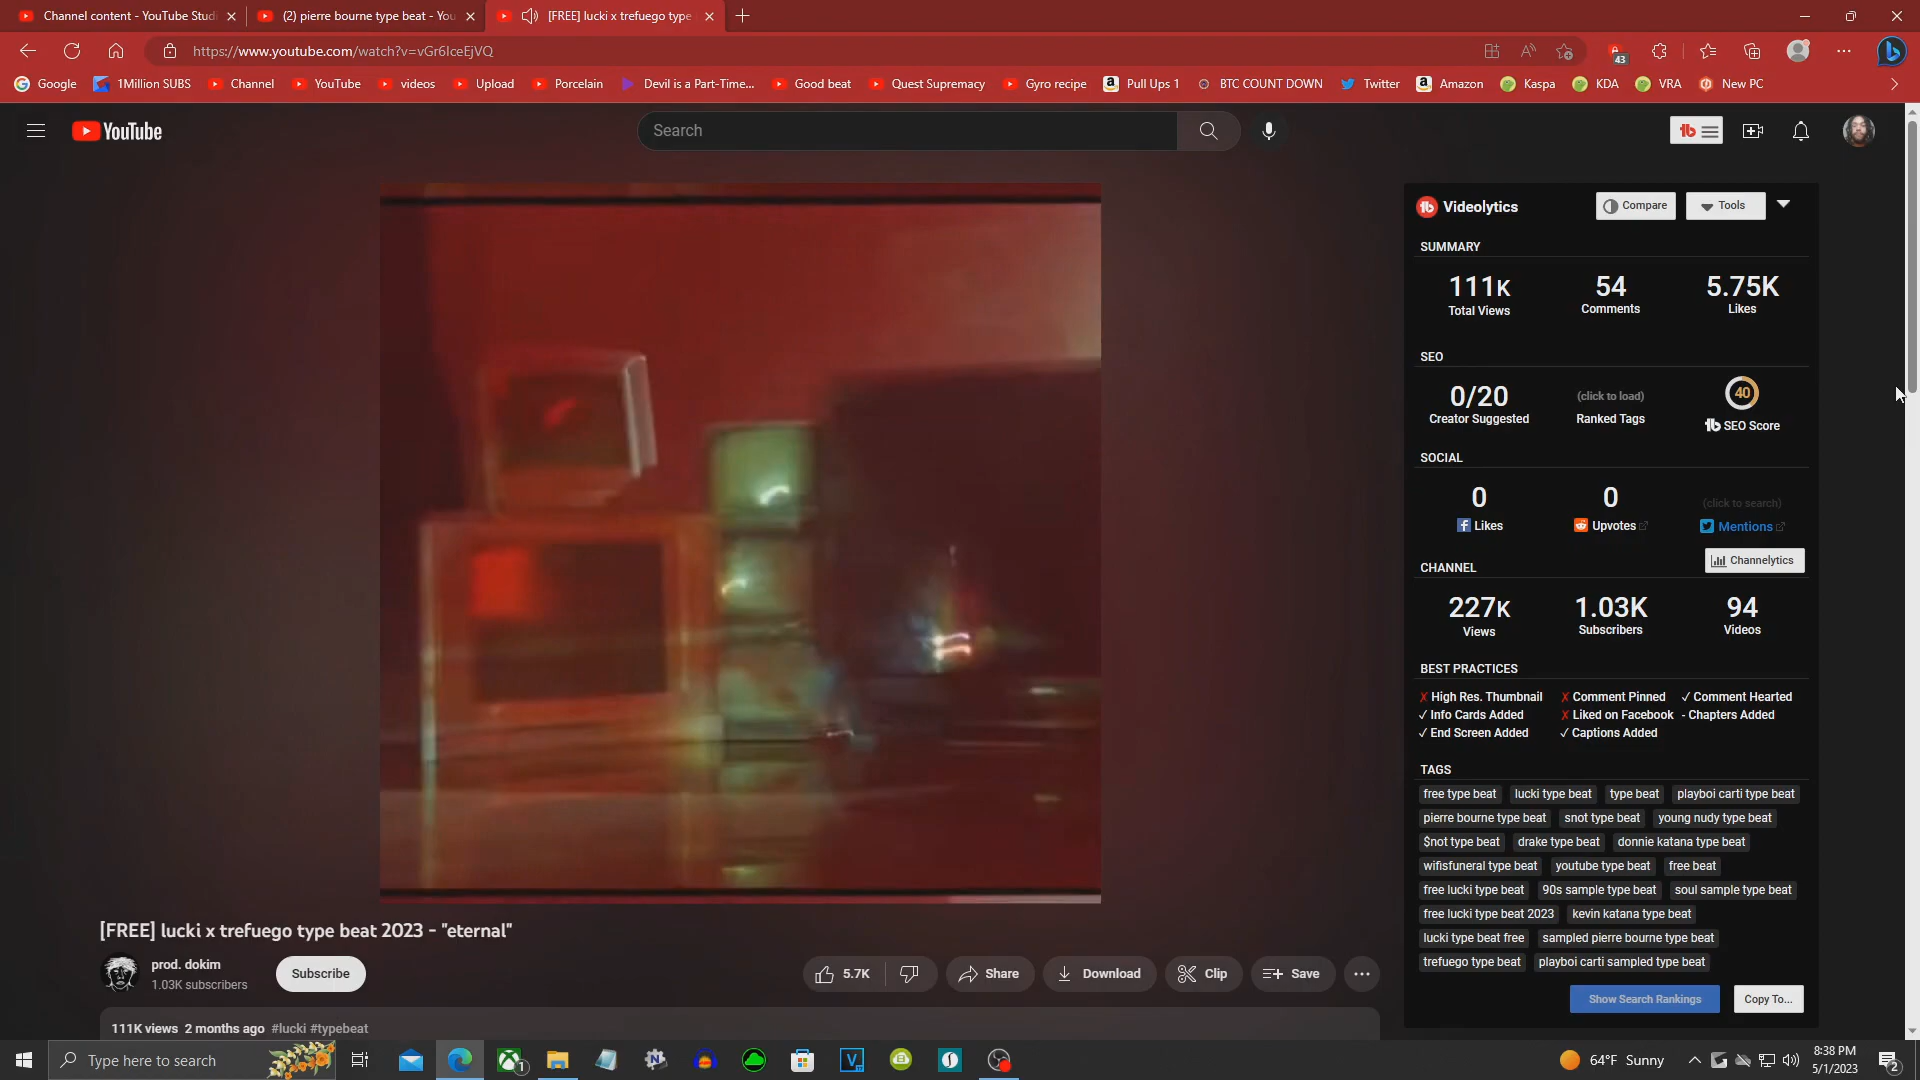 Channel content - YouTube Studi
(2) pierre bourne type beat - You
[FREE] lucki x trefuego type
https://www.youtube.com/watch?v=vGr6IceEjVQ
43
Google
1Million SUBS
Channel
YouTube
videos
Upload
Porcelain
Devil is a Part-Time...
Good beat
Quest Supremacy
Gyro recipe
Pull Ups 1
BTC COUNT DOWN
Twitter
Amazon
Kaspa
KDA
VRA
New PC
YouTube
Search
Videolytics
Compare
Tools
SUMMARY
111K 54 5.75K
Total Views Comments Likes
SEO
0/20 (click to load) 40
Creator Suggested Ranked Tags SEO Score
SOCIAL
0 0 (click to search)
Likes Upvotes Mentions
Channelytics
CHANNEL
227K 1.03K 94
Views Subscribers Videos
BEST PRACTICES
✗ High Res. Thumbnail ✗ Comment Pinned ✓ Comment Hearted
✓ Info Cards Added ✗ Liked on Facebook - Chapters Added
✓ End Screen Added ✓ Captions Added
TAGS
free type beat lucki type beat type beat playboi carti type beat
pierre bourne type beat snot type beat young nudy type beat
$not type beat drake type beat donnie katana type beat
wifisfuneral type beat youtube type beat free beat
free lucki type beat 90s sample type beat soul sample type beat
free lucki type beat 2023 kevin katana type beat
lucki type beat free sampled pierre bourne type beat
trefuego type beat playboi carti sampled type beat
Show Search Rankings Copy To...
[FREE] lucki x trefuego type beat 2023 - "eternal"
prod. dokim
1.03K subscribers
Subscribe
5.7K
Share
Download
Clip
Save
111K views 2 months ago #lucki #typebeat
Type here to search
1
64°F Sunny
8:38 PM
5/1/2023
2